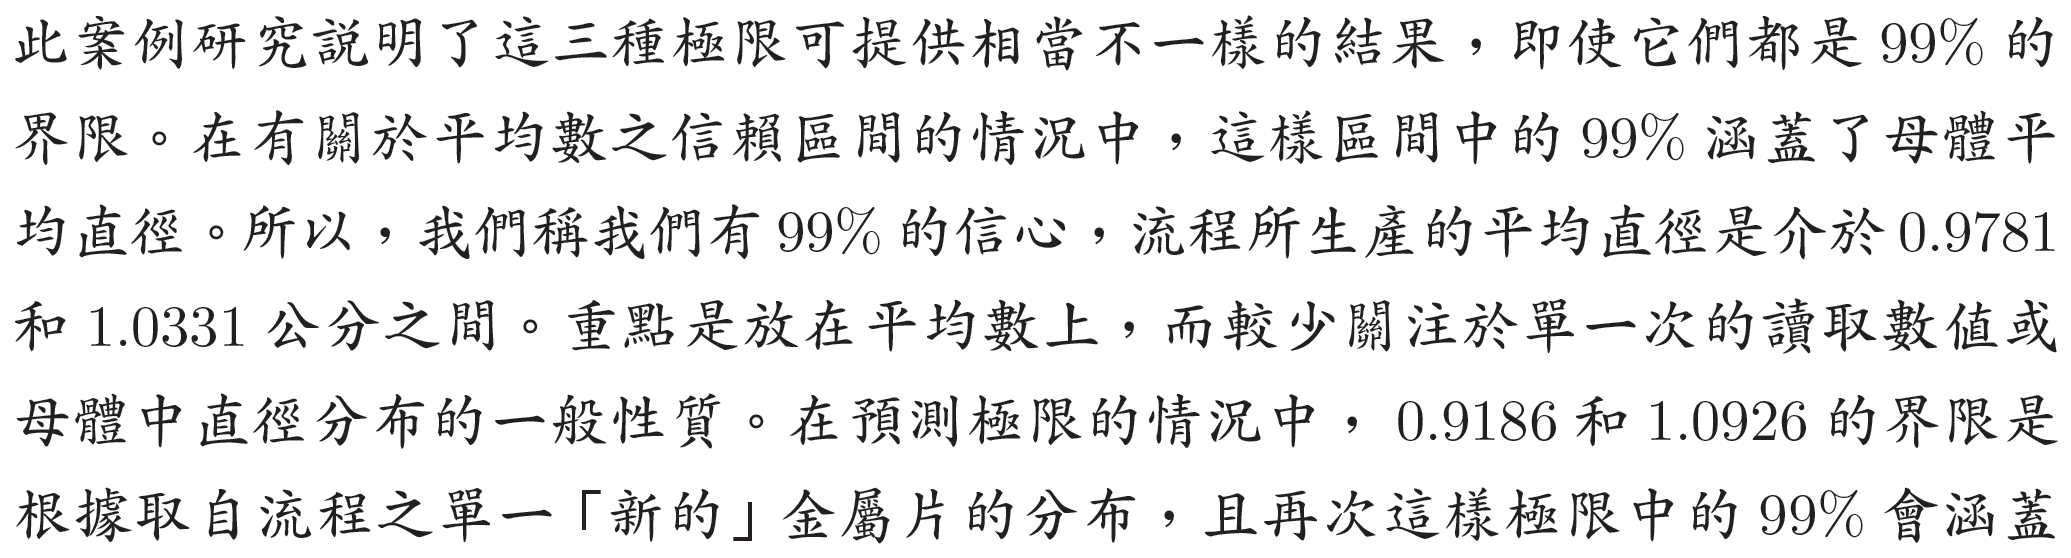 此案例研究說明了這三種極限可提供相當不一樣的結果，即使它們都是 99% 的
界限。在有關於平均數之信賴區間的情況中，這樣區間中的 99% 涵蓋了母體平
均直徑。所以，我們稱我們有 99% 的信心，流程所生產的平均直徑是介於 0.9781
和 1.0331 公分之間。重點是放在平均數上，而較少關注於單一次的讀取數值或
母體中直徑分布的一般性質。在預測極限的情況中， 0.9186 和 1.0926 的界限是
根據取自流程之單一「新的」金屬片的分布，且再次這樣極限中的 99% 會涵蓋